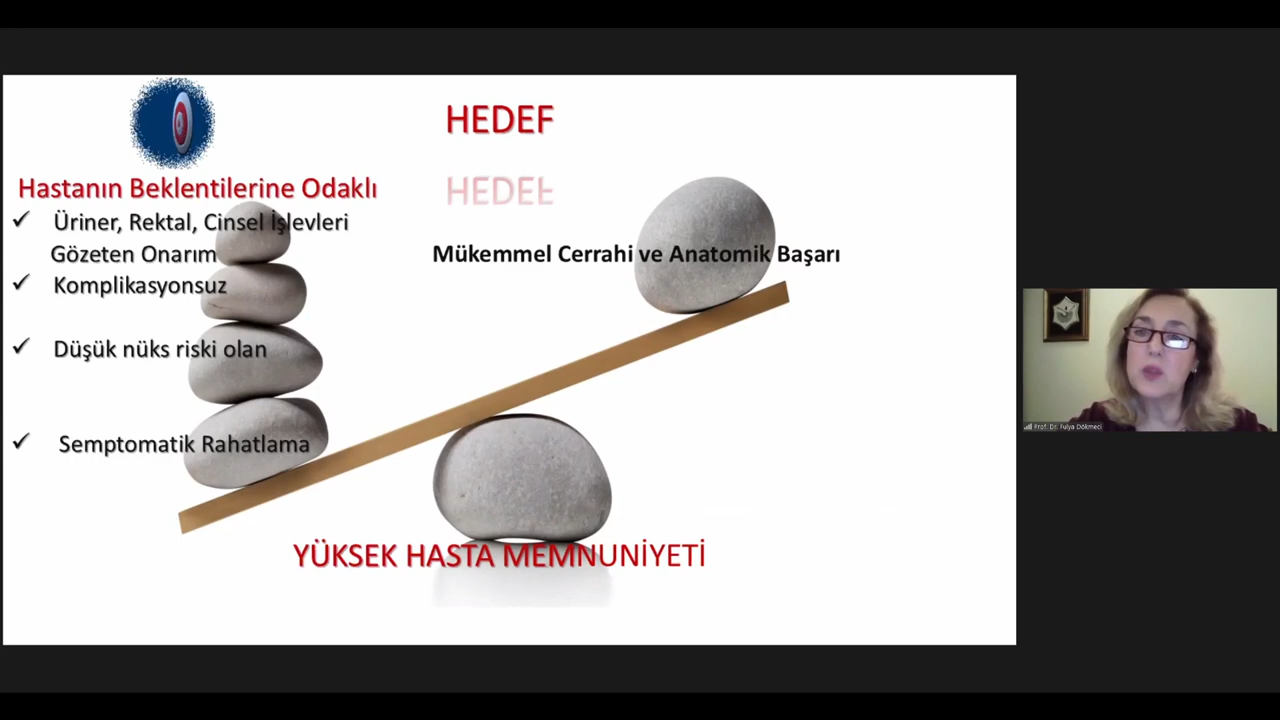 HEDEF
Hastanın Beklentilerine Odaklı
✓ Üriner, Rektal, Cinsel İşlevleri
Gözeten Onarım
✓ Komplikasyonsuz
✓ Düşük nüks riski olan
✓ Semptomatik Rahatlama
Mükemmel Cerrahi ve Anatomik Başarı
YÜKSEK HASTA MEMNUNİYETİ
Prof. Dr. Fulya Dökmeci